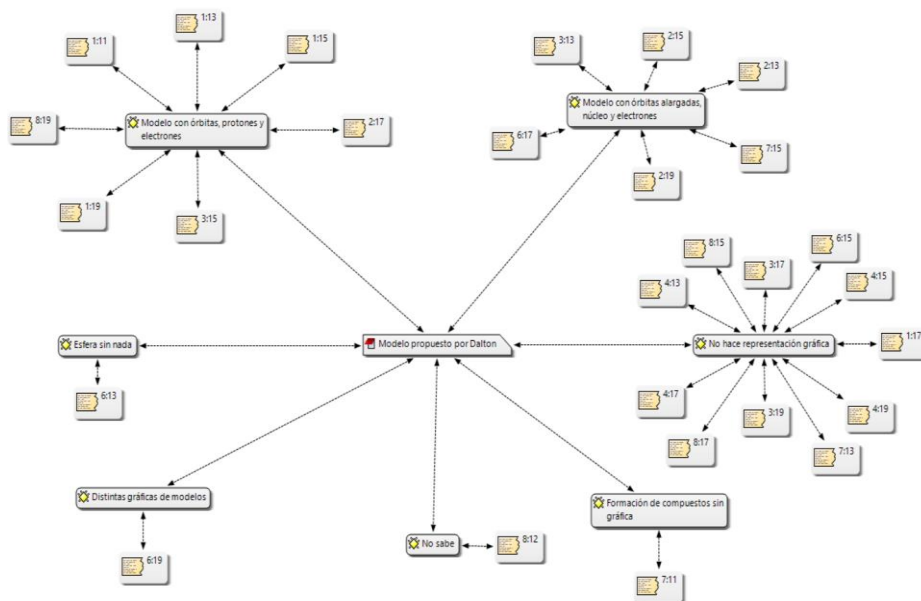 1:13
1:11
1:15
8:19
Modelo con órbitas, protones y
electrones
2:17
1:19
3:15
3:13
2:15
2:13
Modelo con órbitas alargadas,
núcleo y electrones
6:17
7:15
2:19
8:15
3:17
6:15
4:13
4:15
Esfera sin nada
Modelo propuesto por Dalton
No hace representación gráfica
1:17
6:13
4:17
3:19
4:19
8:17
7:13
Distintas gráficas de modelos
Formación de compuestos sin
gráfica
No sabe
8:12
6:19
7:11